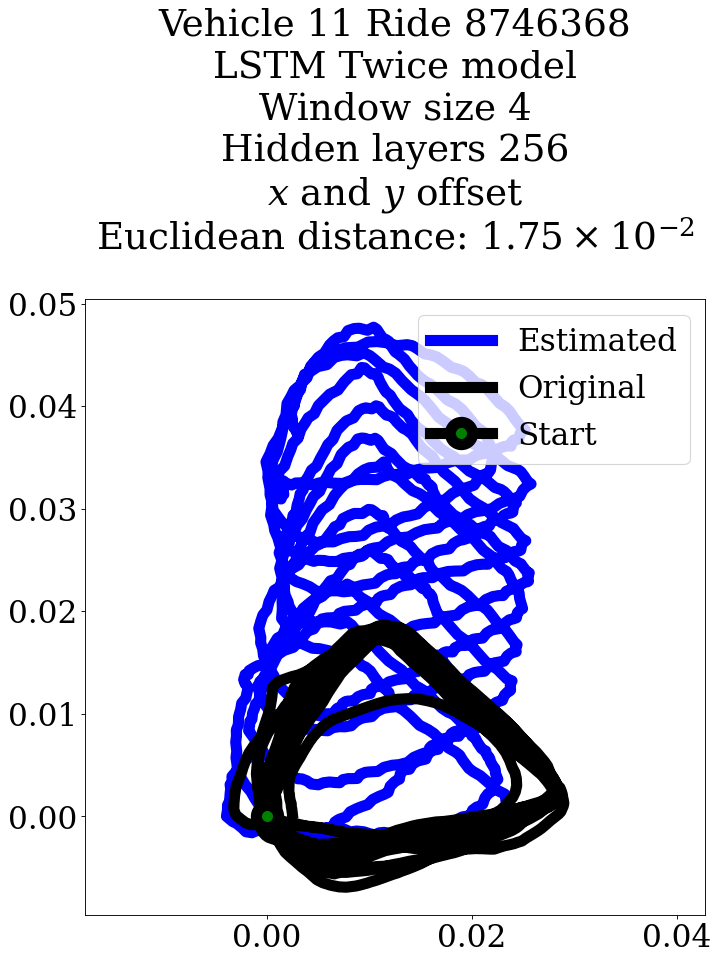 Vehicle 11 Ride 8746368
LSTM Twice model
Window size 4
Hidden layers 256
x and y offset
Euclidean distance: 1.75 × 10⁻²
Estimated
Original
Start
0.05
0.04
0.03
0.02
0.01
0.00
0.00 0.02 0.04